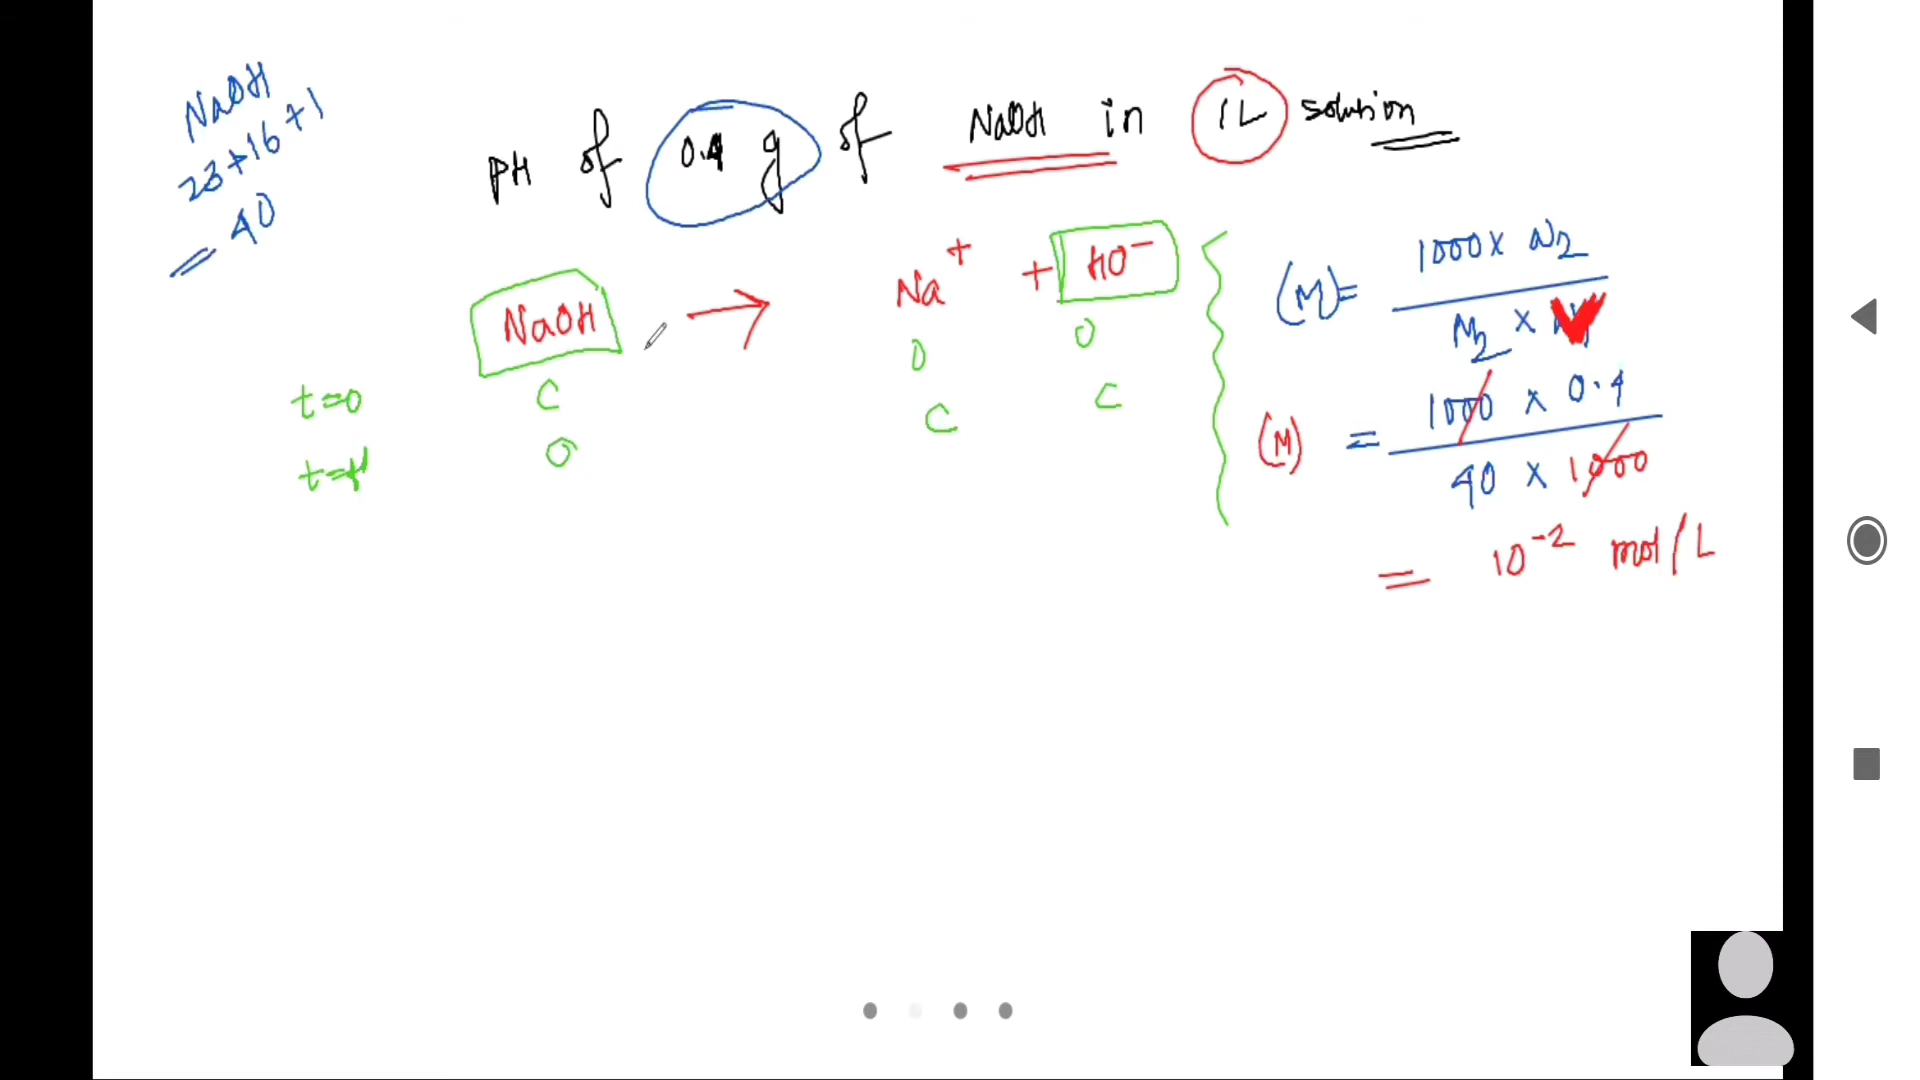 NaOH
23+16+1
= 40
PH of 0.4 g of NaOH in 1L solution
NaOH → Na⁺ + HO⁻
t=0 C 0 0
0 C C
(M)= 1000 x W₂
M₂ x V
(M) = 1000 x 0.4
40 x 1000
= 10⁻² mol/L